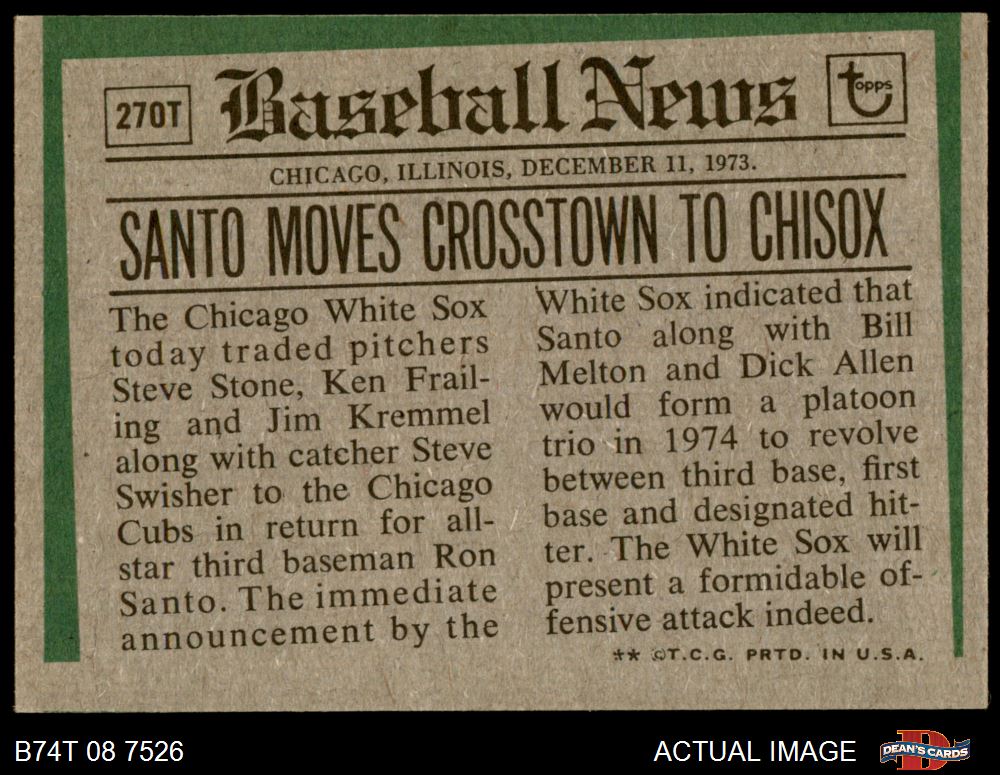 270T
Baseball News
topps
CHICAGO, ILLINOIS, DECEMBER 11, 1973.
SANTO MOVES CROSSTOWN TO CHISOX
The Chicago White Sox
today traded pitchers
Steve Stone, Ken Frail-
ing and Jim Kremmel
along with catcher Steve
Swisher to the Chicago
Cubs in return for all-
star third baseman Ron
Santo. The immediate
announcement by the
White Sox indicated that
Santo along with Bill
Melton and Dick Allen
would form a platoon
trio in 1974 to revolve
between third base, first
base and designated hit-
ter. The White Sox will
present a formidable of-
fensive attack indeed.
** ©T.C.G. PRTD. IN U.S.A.
B74T 08 7526
ACTUAL IMAGE
DEAN'S CARDS